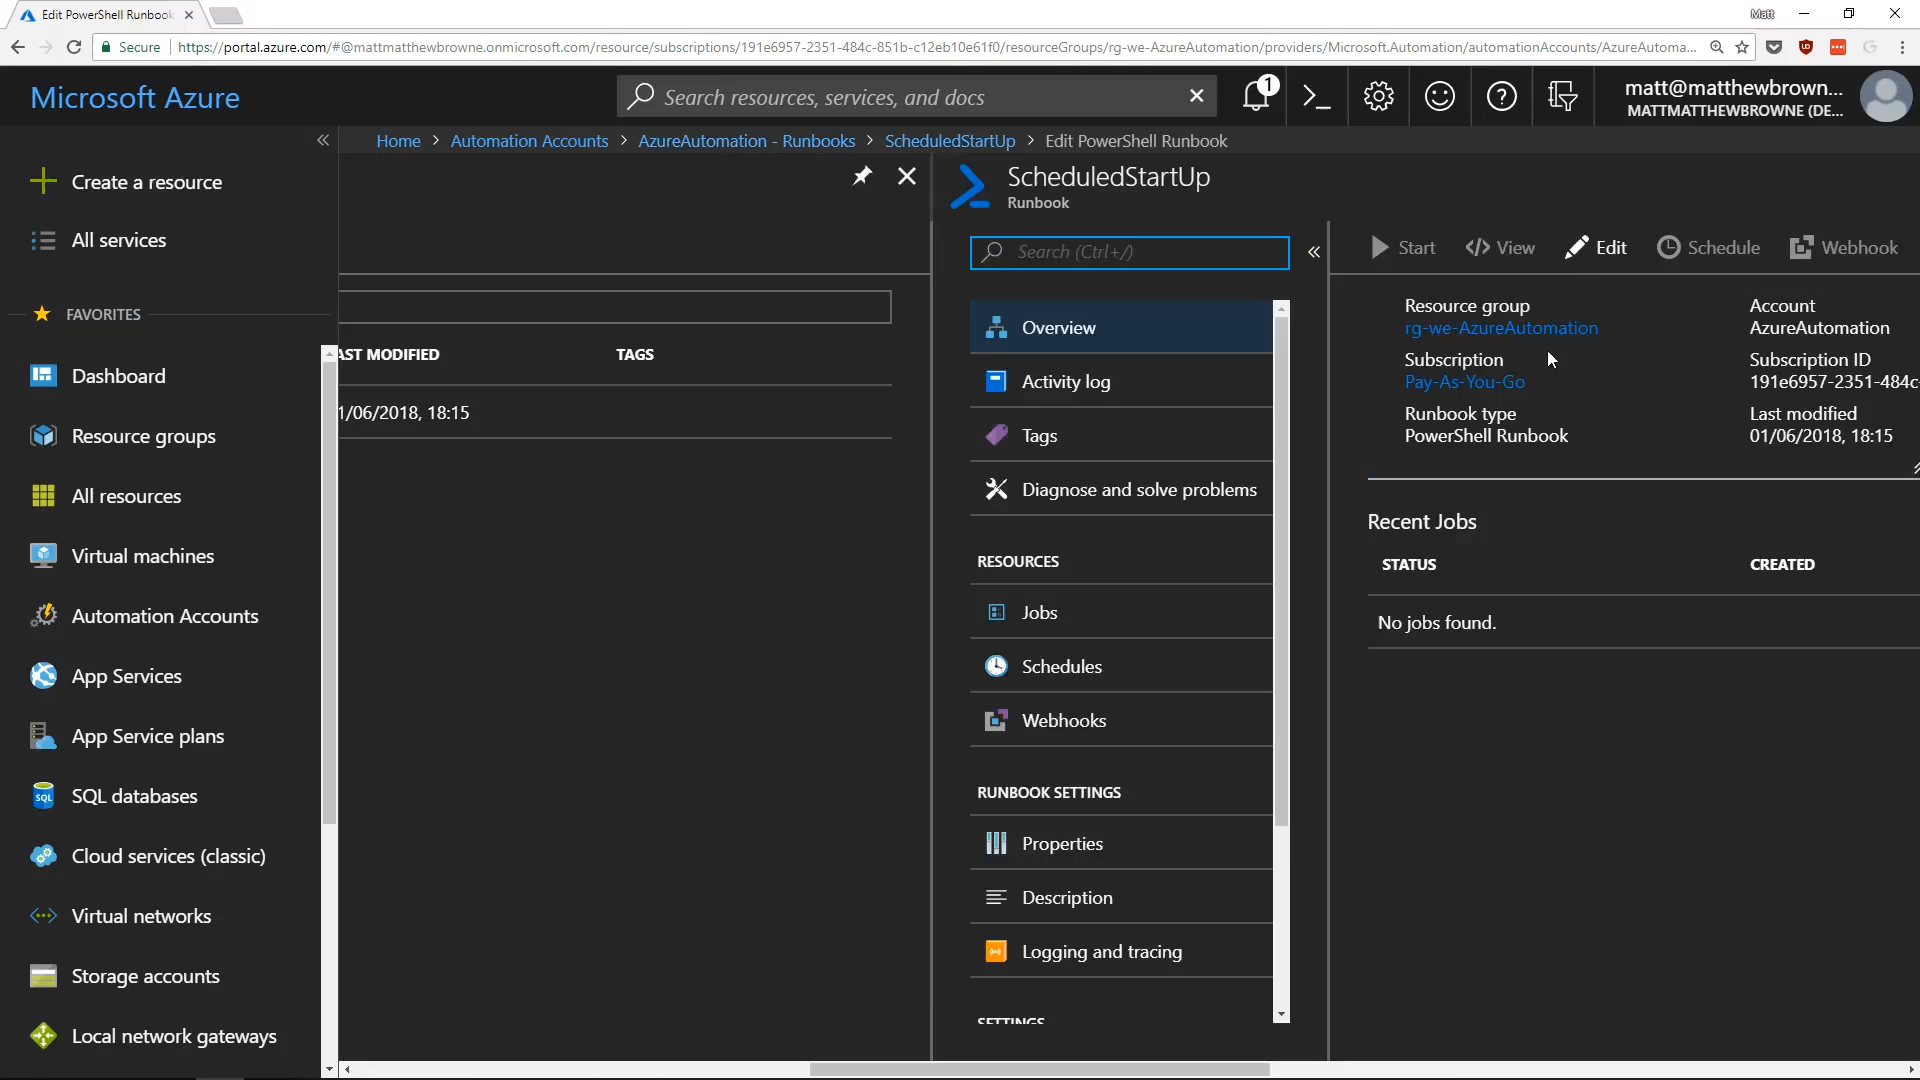 Edit PowerShell Runbook
Matt
Secure
https://portal.azure.com/#@mattmatthewbrowne.onmicrosoft.com/resource/subscriptions/191e6957-2351-484c-851b-c12eb10e61f0/resourceGroups/rg-we-AzureAutomation/providers/Microsoft.Automation/automationAccounts/AzureAutoma...
Microsoft Azure
Search resources, services, and docs
1
matt@matthewbrown...
MATTMATTHEWBROWNE (DE...
Home > Automation Accounts > AzureAutomation - Runbooks > ScheduledStartUp > Edit PowerShell Runbook
Create a resource
All services
FAVORITES
Dashboard
Resource groups
All resources
Virtual machines
Automation Accounts
App Services
App Service plans
SQL
SQL databases
Cloud services (classic)
Virtual networks
Storage accounts
Local network gateways
AST MODIFIED
TAGS
1/06/2018, 18:15
ScheduledStartUp
Runbook
Search (Ctrl+/)
Overview
Activity log
Tags
Diagnose and solve problems
RESOURCES
Jobs
Schedules
Webhooks
RUNBOOK SETTINGS
Properties
Description
Logging and tracing
SETTINGS
Start
View
Edit
Schedule
Webhook
Resource group
rg-we-AzureAutomation
Account
AzureAutomation
Subscription
Pay-As-You-Go
Subscription ID
191e6957-2351-484c-
Runbook type
PowerShell Runbook
Last modified
01/06/2018, 18:15
Recent Jobs
STATUS
CREATED
No jobs found.